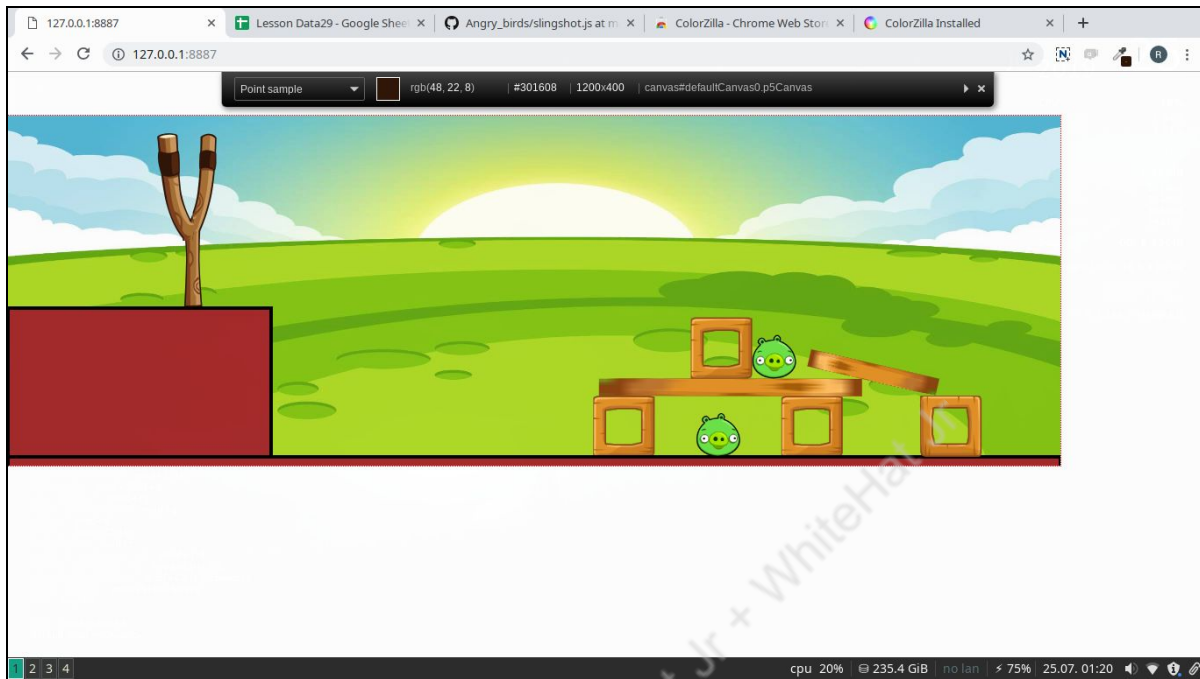 127.0.0.1:8887
Lesson Data29 - Google Shee
Angry_birds/slingshot.js at m
ColorZilla - Chrome Web Stor
ColorZilla Installed
127.0.0.1:8887
R
Point sample rgb(48, 22, 8) | #301608 | 1200x400 | canvas#defaultCanvas0.p5Canvas
t Jr + WhiteHat Jr
1 2 3 4 cpu 20% 235.4 GiB no lan 75% 25.07. 01:20